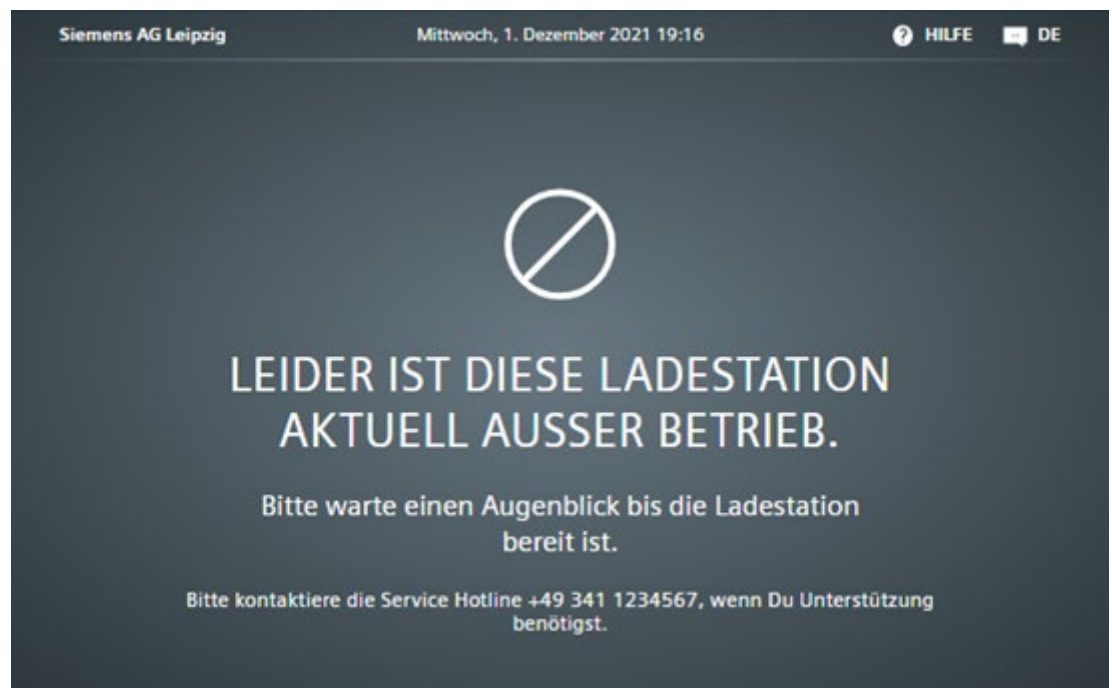 Siemens AG Leipzig Mittwoch, 1. Dezember 2021 19:16 HILFE DE
LEIDER IST DIESE LADESTATION
AKTUELL AUSSER BETRIEB.
Bitte warte einen Augenblick bis die Ladestation
bereit ist.
Bitte kontaktiere die Service Hotline +49 341 1234567, wenn Du Unterstützung
benötigst.